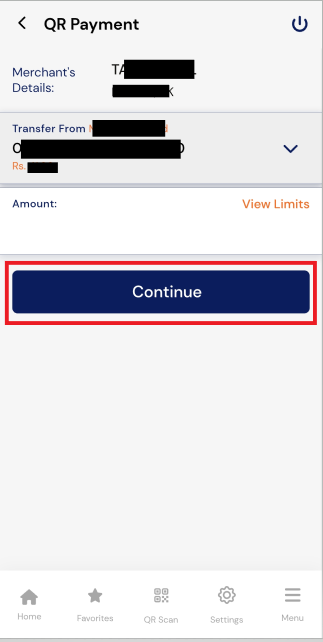 QR Payment
Merchant's
Details:
Transfer From
Rs.
Amount:
View Limits
Continue
Home
Favorites
QR Scan
Settings
Menu